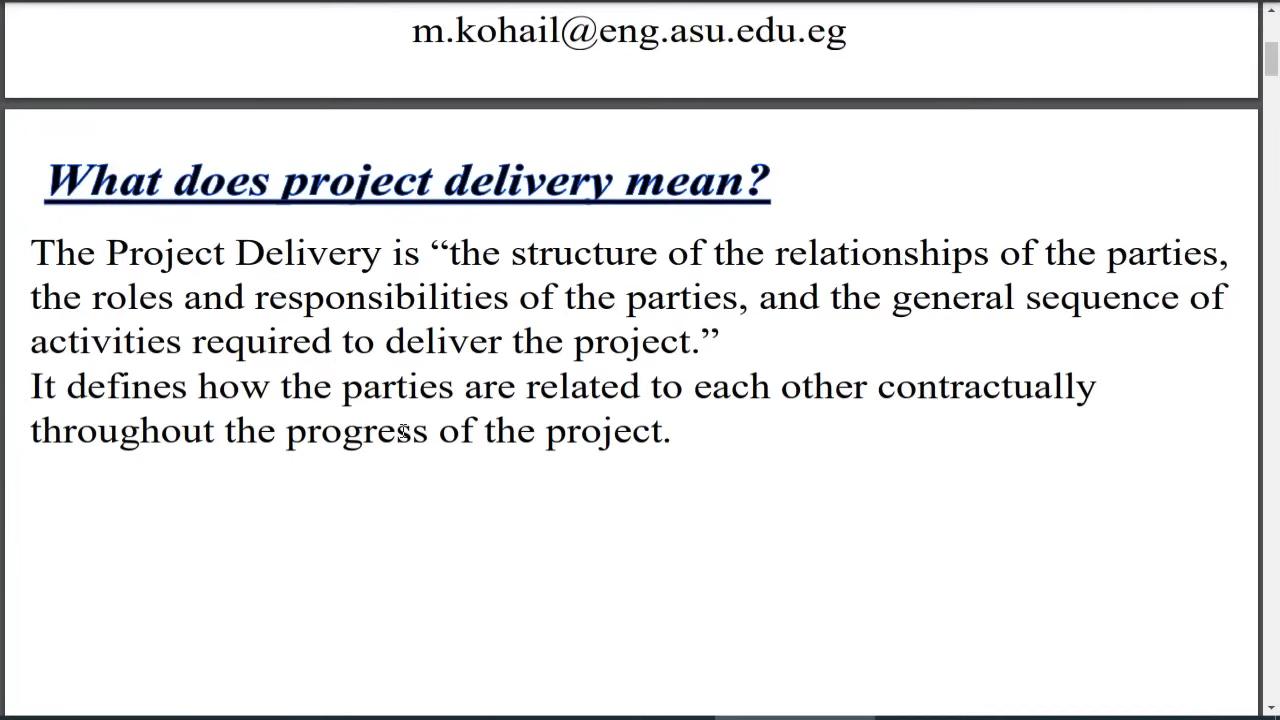 m.kohail@eng.asu.edu.eg
What does project delivery mean?
The Project Delivery is “the structure of the relationships of the parties,
the roles and responsibilities of the parties, and the general sequence of
activities required to deliver the project.”
It defines how the parties are related to each other contractually
throughout the progress of the project.